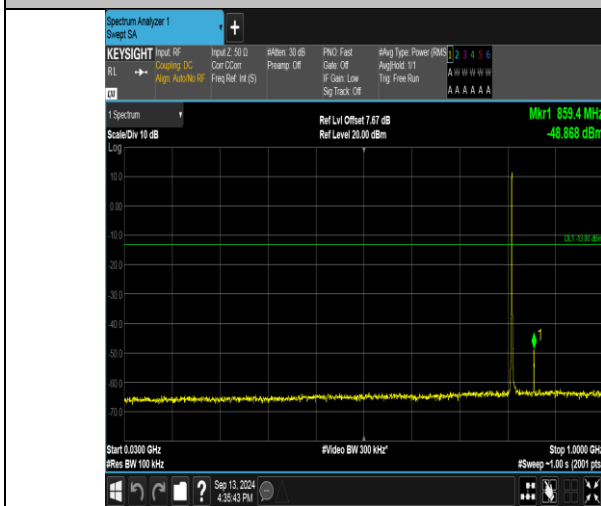 Spectrum Analyzer 1
Swept SA
+
KEYSIGHT
RL
Input: RF
Coupling: DC
Align: Auto/No RF
Input Z: 50 Ω
Corr CCorr
Freq Ref: Int (S)
#Atten: 30 dB
Preamp: Off
PNO: Fast
Gate: Off
IF Gain: Low
Sig Track: Off
#Avg Type: Power (RMS
Avg|Hold: 1/1
Trig: Free Run
1 2 3 4 5 6
A W W W W W
A A A A A A
1 Spectrum
Scale/Div 10 dB
Log
Ref Lvl Offset 7.67 dB
Ref Level 20.00 dBm
Mkr1 859.4 MHz
-48.868 dBm
10.0
0.00
-10.0
-20.0
-30.0
-40.0
-50.0
-60.0
-70.0
DL1 -13.00 dBm
1
Start 0.0300 GHz
#Res BW 100 kHz
#Video BW 300 kHz*
Stop 1.0000 GHz
#Sweep ~1.00 s (2001 pts
?
Sep 13, 2024
4:35:43 PM